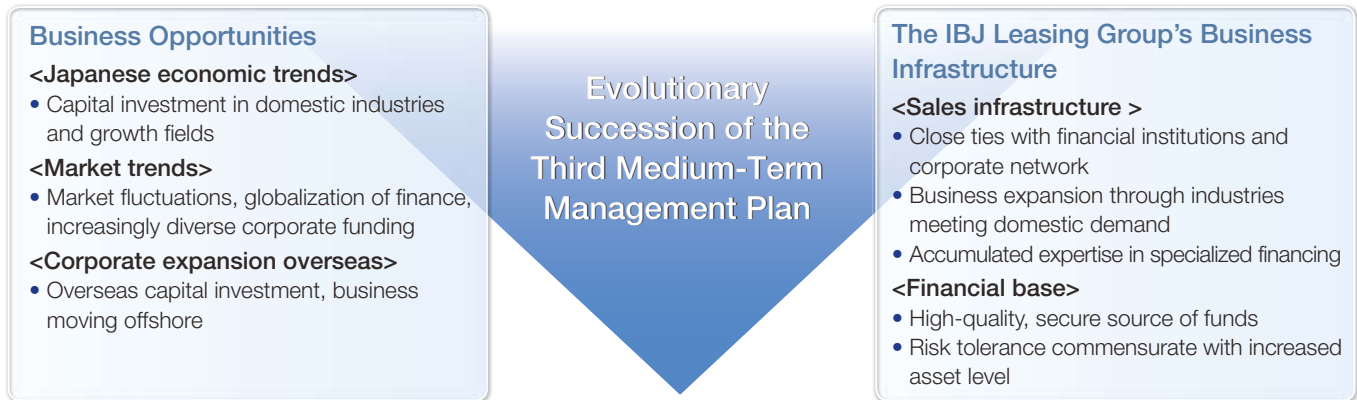 Business Opportunities
<Japanese economic trends>
• Capital investment in domestic industries
and growth fields
<Market trends>
• Market fluctuations, globalization of finance,
increasingly diverse corporate funding
<Corporate expansion overseas>
• Overseas capital investment, business
moving offshore
Evolutionary
Succession of the
Third Medium-Term
Management Plan
The IBJ Leasing Group's Business
Infrastructure
<Sales infrastructure >
• Close ties with financial institutions and
corporate network
• Business expansion through industries
meeting domestic demand
• Accumulated expertise in specialized financing
<Financial base>
• High-quality, secure source of funds
• Risk tolerance commensurate with increased
asset level